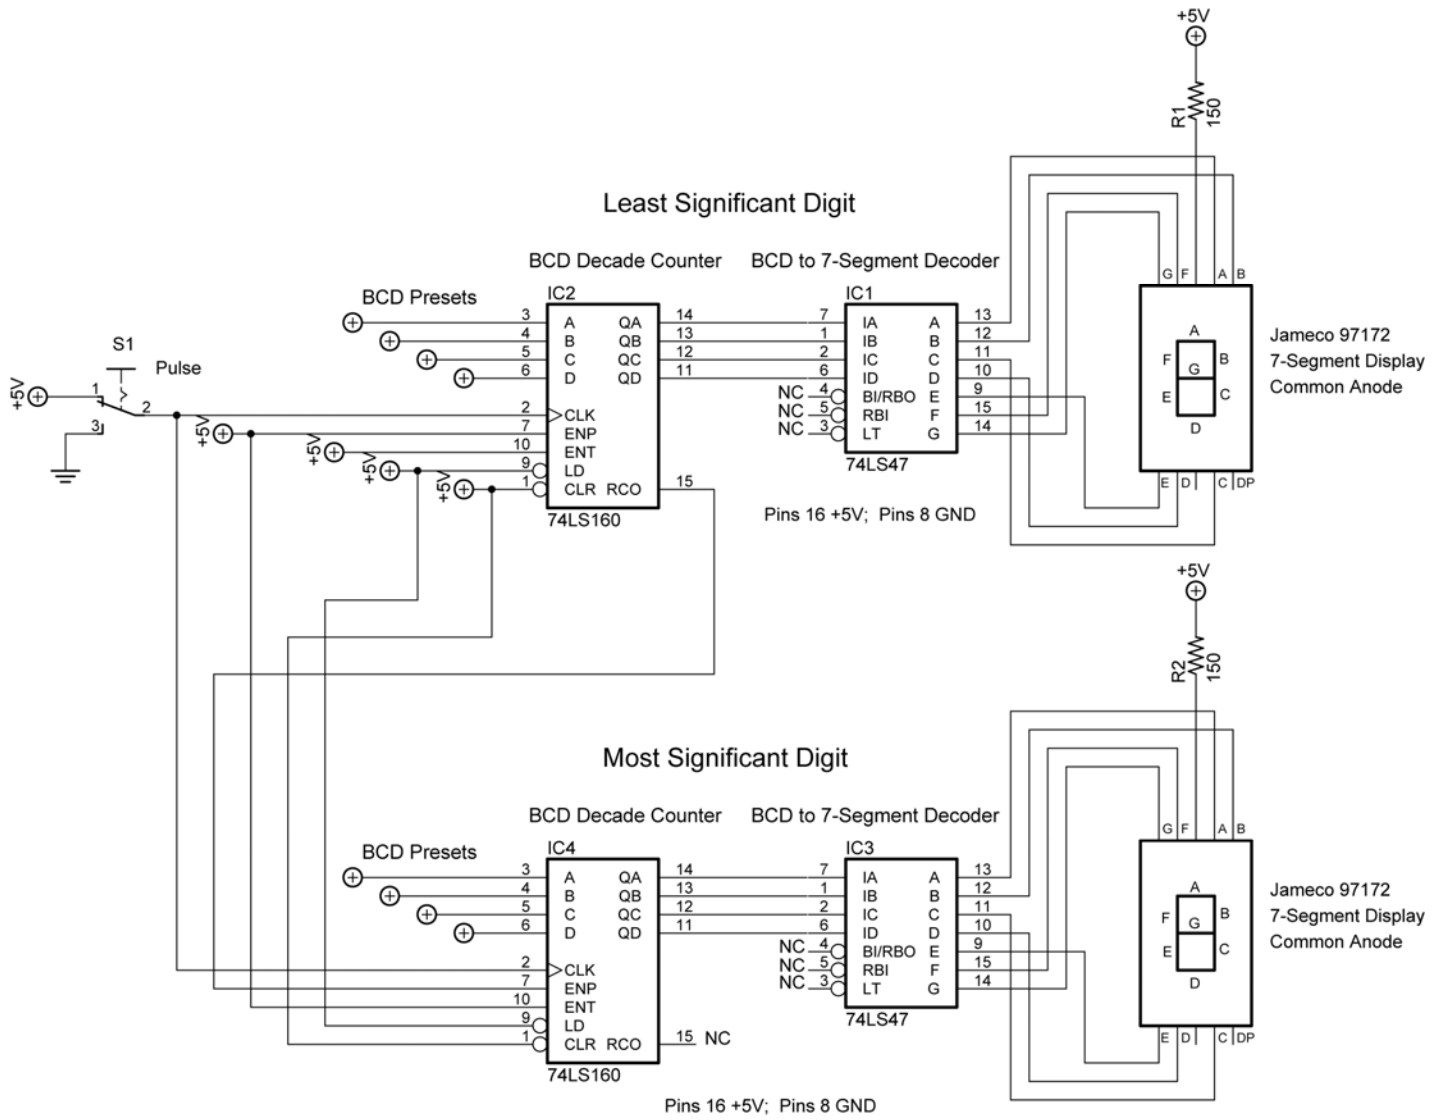 +5V
R1
150
Least Significant Digit
BCD Decade Counter
BCD to 7-Segment Decoder
BCD Presets
IC2
IC1
G F A B
3 A QA 14
7 IA A 13
4 B QB 13
1 IB B 12
5 C QC 12
2 IC C 11
6 D QD 11
6 ID D 10
NC 4 BI/RBO E 9
NC 5 RBI F 15
NC 3 LT G 14
A
F B
G
E C
D
Jameco 97172
7-Segment Display
Common Anode
S1
Pulse
+5V
1
2
3
2 CLK
+5V
7 ENP
+5V
10 ENT
+5V
9 LD
+5V
1 CLR RCO 15
74LS160
74LS47
E D C DP
Pins 16 +5V; Pins 8 GND
+5V
R2
150
Most Significant Digit
BCD Decade Counter
BCD to 7-Segment Decoder
BCD Presets
IC4
IC3
G F A B
3 A QA 14
7 IA A 13
4 B QB 13
1 IB B 12
5 C QC 12
2 IC C 11
6 D QD 11
6 ID D 10
NC 4 BI/RBO E 9
NC 5 RBI F 15
NC 3 LT G 14
A
F B
G
E C
D
Jameco 97172
7-Segment Display
Common Anode
2 CLK
7 ENP
10 ENT
9 LD
1 CLR RCO 15 NC
74LS160
74LS47
E D C DP
Pins 16 +5V; Pins 8 GND